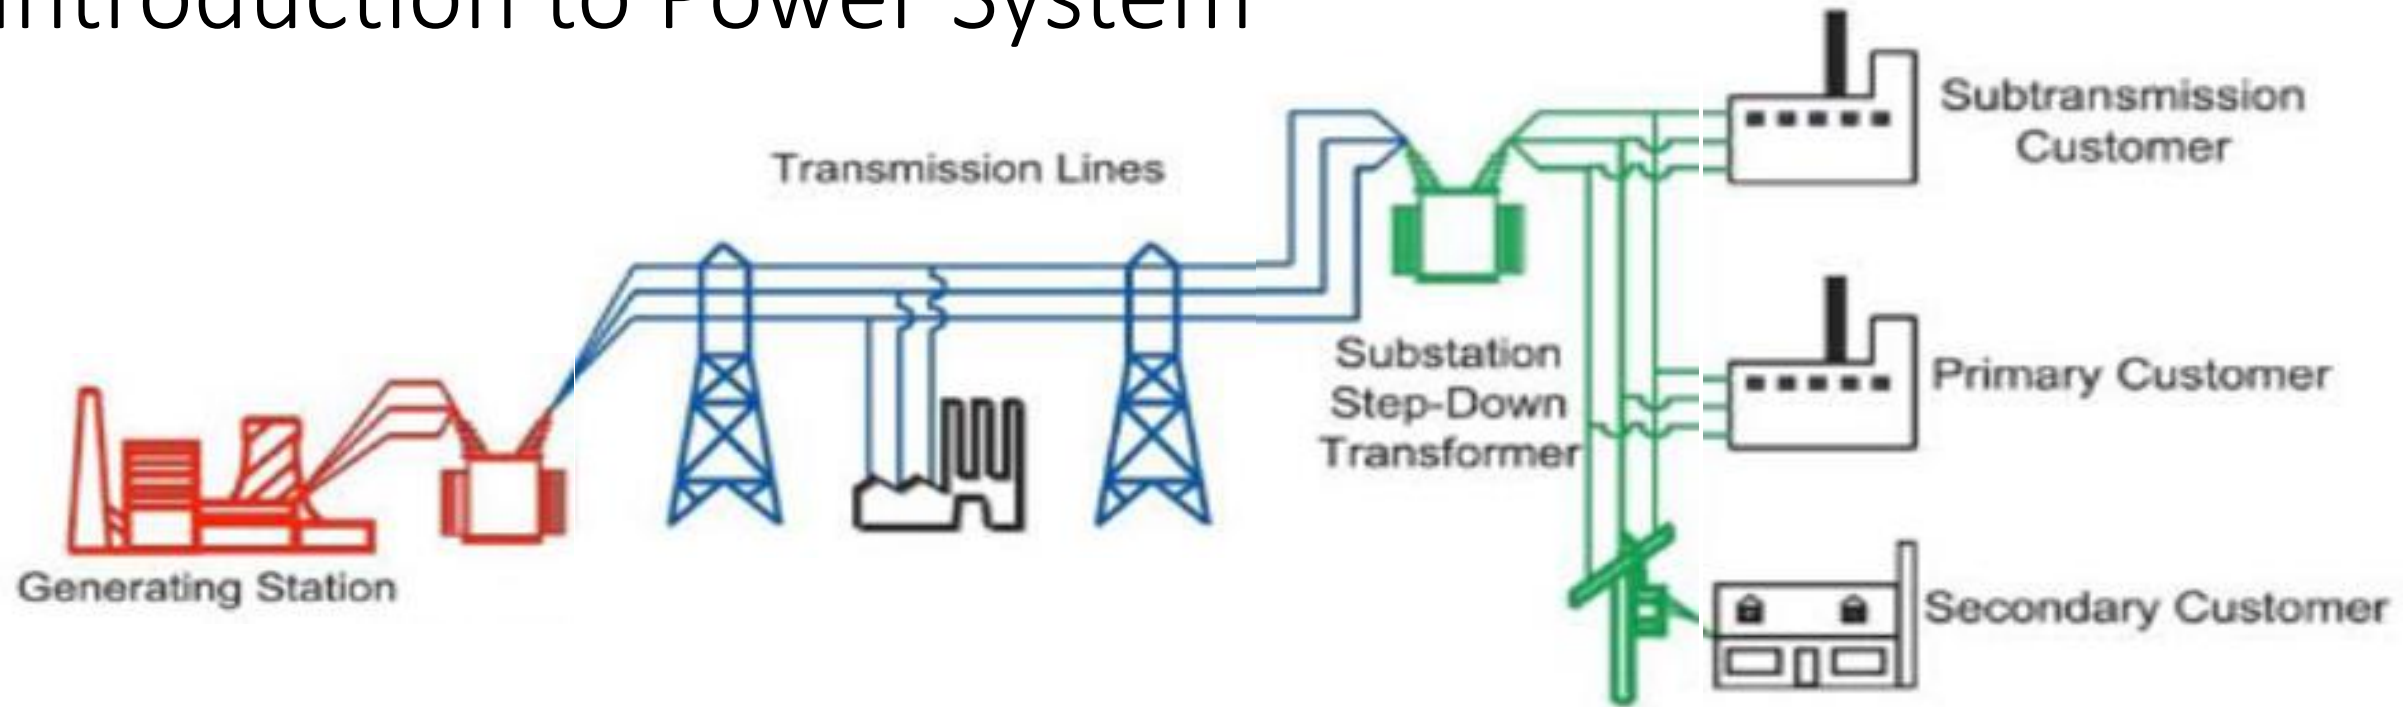 Introduction to Power System
Subtransmission
Customer
Transmission Lines
Substation
Step-Down
Transformer
Primary Customer
Generating Station
Secondary Customer